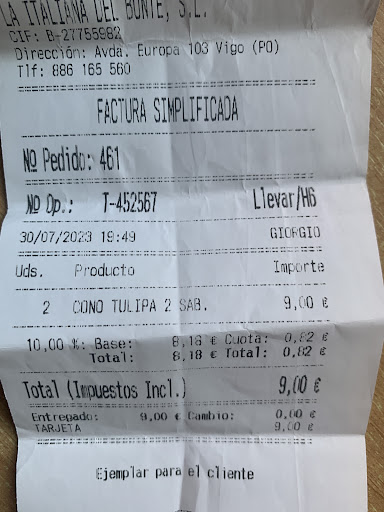 LA ITALIANA DEL BONTE, S.L.
CIF: B-27755982
Dirección: Avda. Europa 103 Vigo (PO)
Tlf: 886 165 560
FACTURA SIMPLIFICADA
Nº Pedido: 461
Nº Op.: T-452567 Llevar/H6
30/07/2023 19:49 GIORGIO
Uds. Producto Importe
2 CONO TULIPA 2 SAB. 9,00 €
10,00 %: Base: 8,18 € Cuota: 0,82 €
Total: 8,18 € Total: 0,82 €
Total (Impuestos Incl.) 9,00 €
Entregado: 9,00 € Cambio: 0,00 €
TARJETA 9,00 €
Ejemplar para el cliente